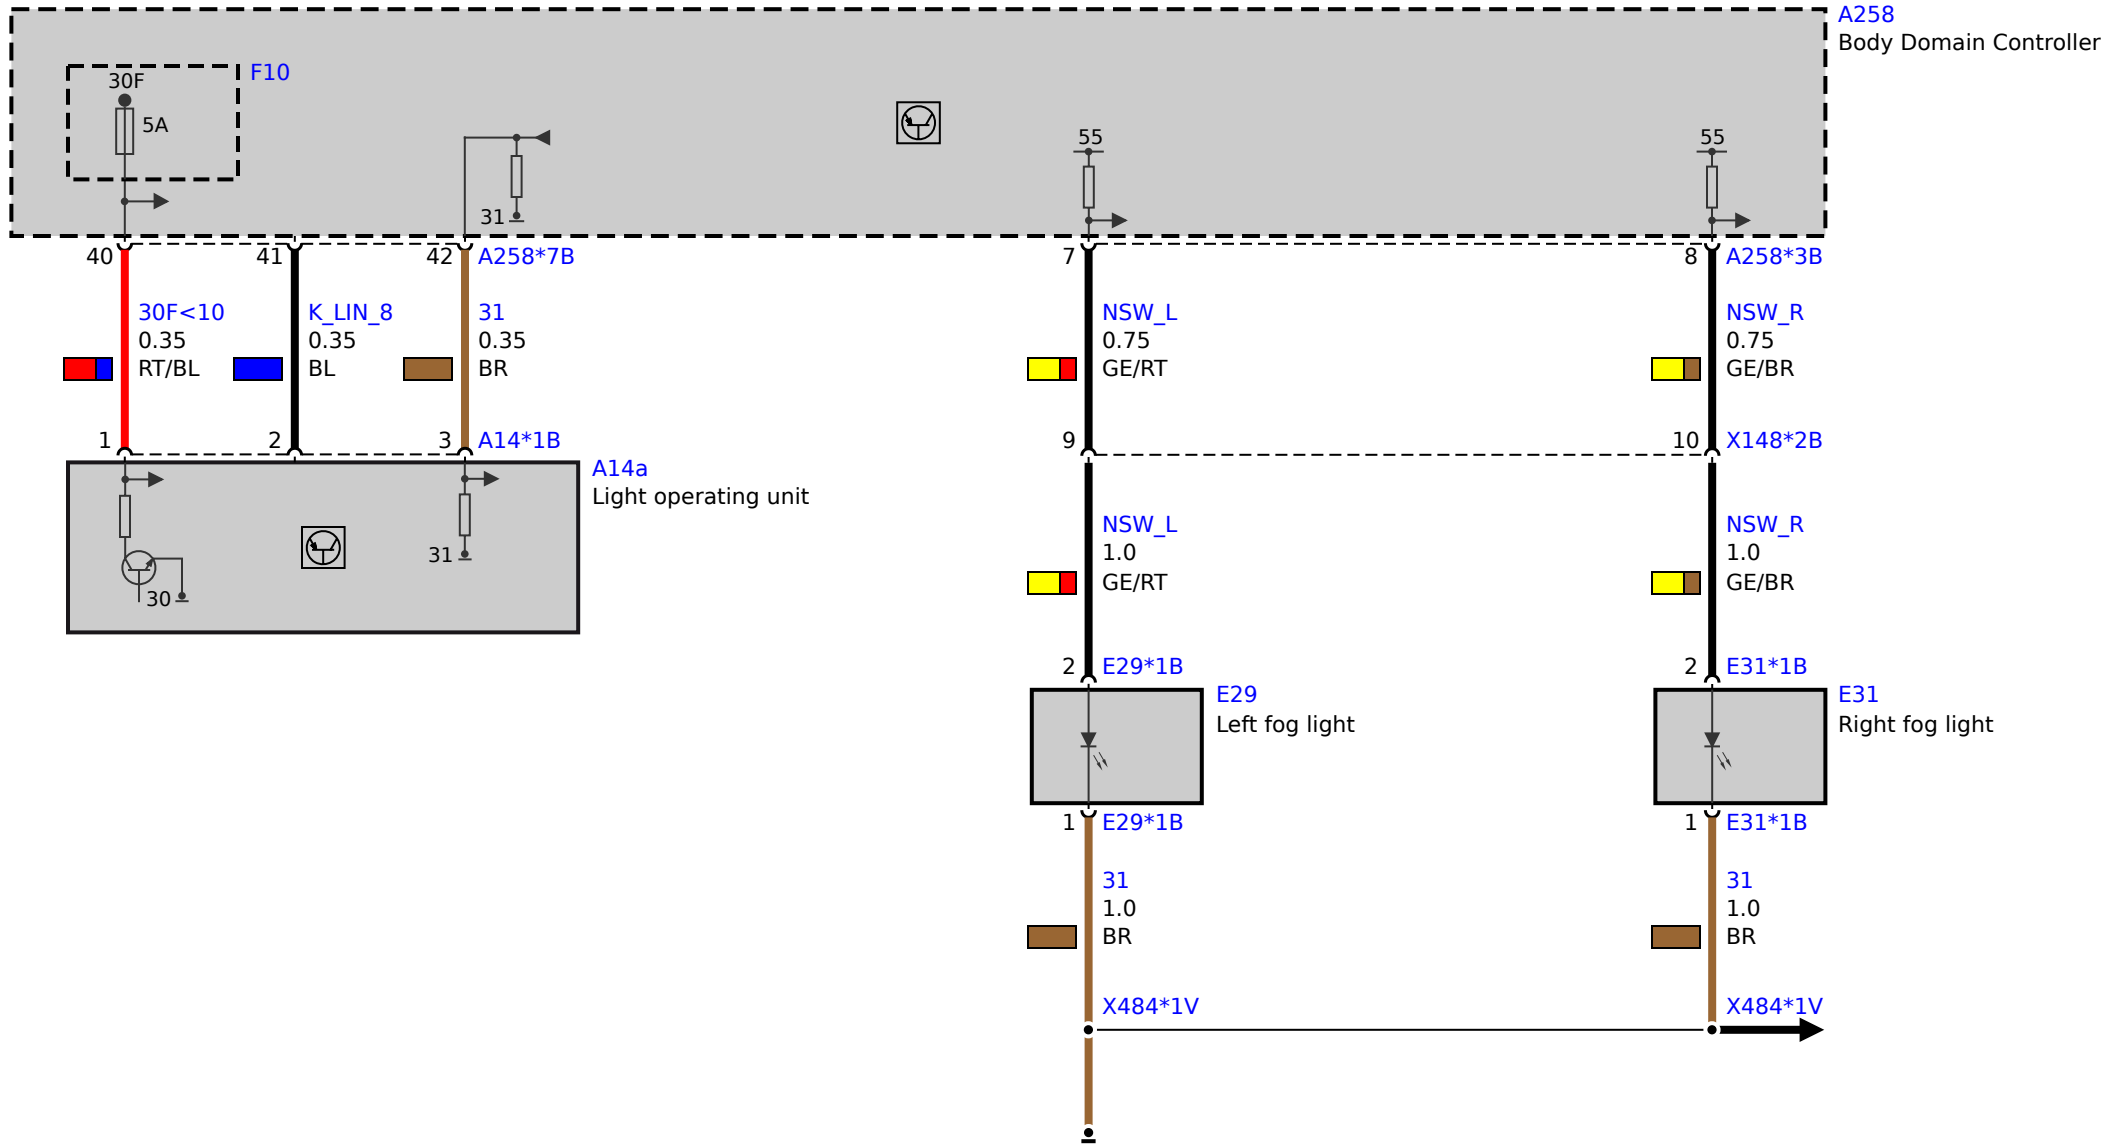 A258
Body Domain Controller
F10
30F
5A
31
55
55
40
41
42
A258*7B
7
8
A258*3B
30F<10
0.35
RT/BL
K_LIN_8
0.35
BL
31
0.35
BR
NSW_L
0.75
GE/RT
NSW_R
0.75
GE/BR
1
2
3
A14*1B
9
10
X148*2B
A14a
Light operating unit
30
31
NSW_L
1.0
GE/RT
NSW_R
1.0
GE/BR
2
E29*1B
2
E31*1B
E29
Left fog light
E31
Right fog light
1
E29*1B
1
E31*1B
31
1.0
BR
31
1.0
BR
X484*1V
X484*1V